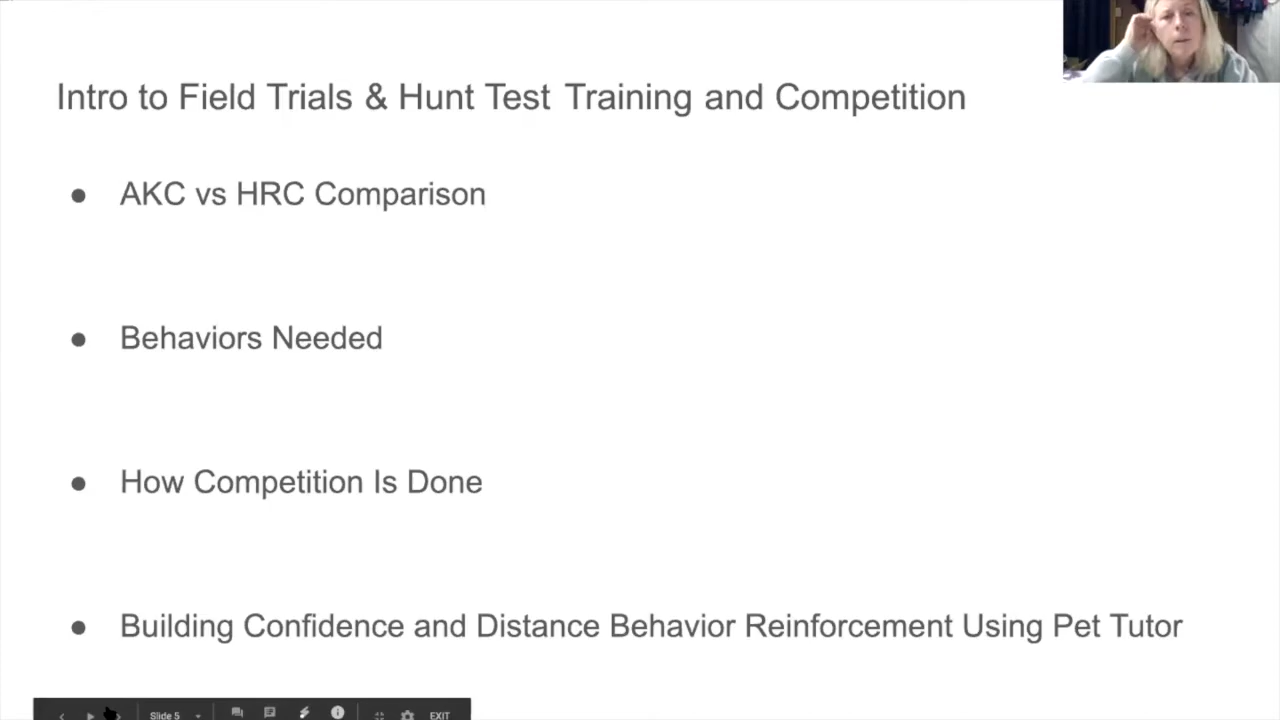 Intro to Field Trials & Hunt Test Training and Competition
● AKC vs HRC Comparison
● Behaviors Needed
● How Competition Is Done
● Building Confidence and Distance Behavior Reinforcement Using Pet Tutor
Slide 5
EXIT